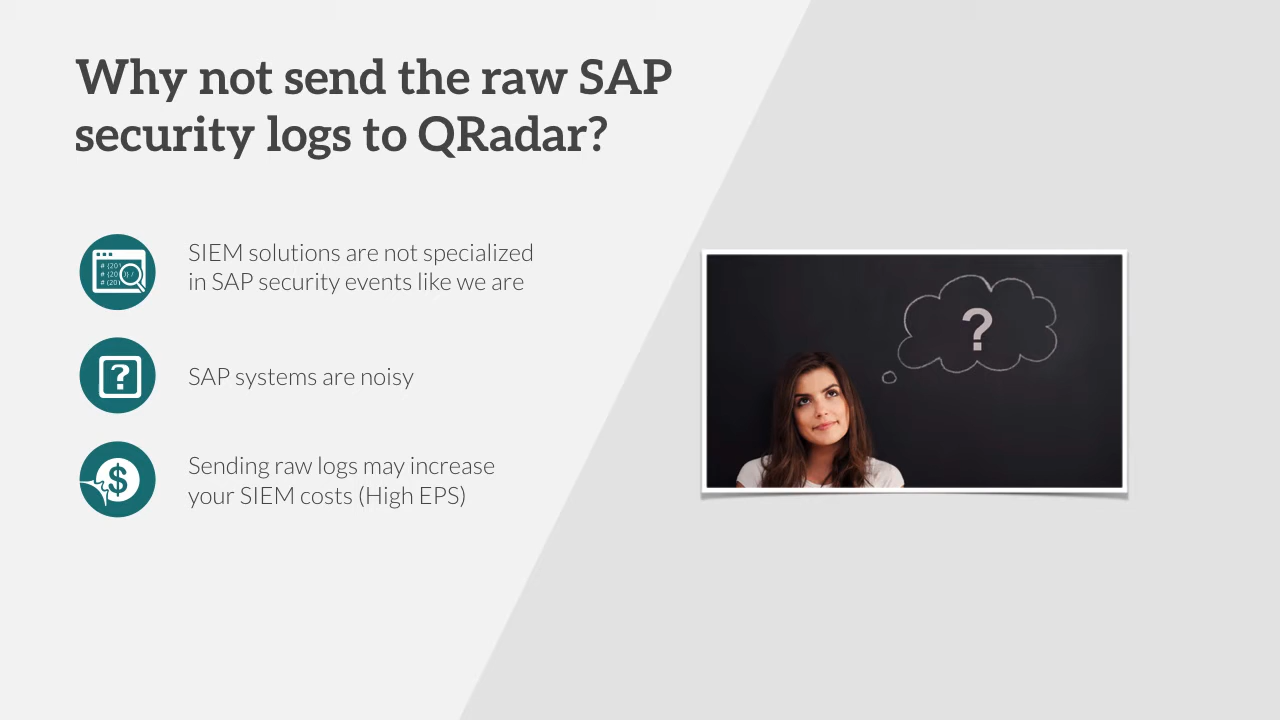 Why not send the raw SAP
security logs to QRadar?
SIEM solutions are not specialized
in SAP security events like we are
?
SAP systems are noisy
$
Sending raw logs may increase
your SIEM costs (High EPS)
?